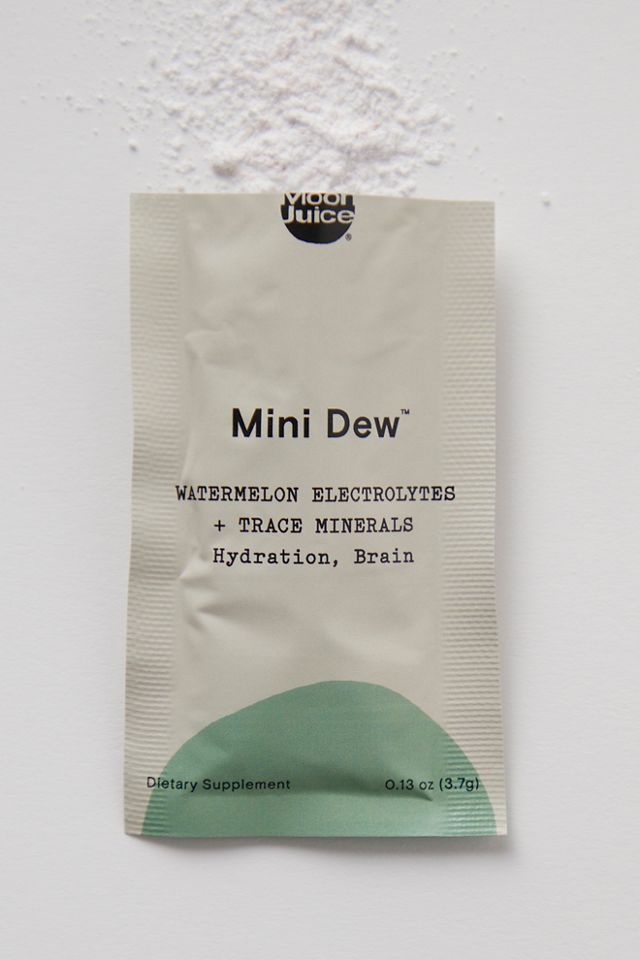 Moon
Juice®
Mini Dew™
WATERMELON ELECTROLYTES
+ TRACE MINERALS
Hydration, Brain
Dietary Supplement
0.13 oz (3.7g)